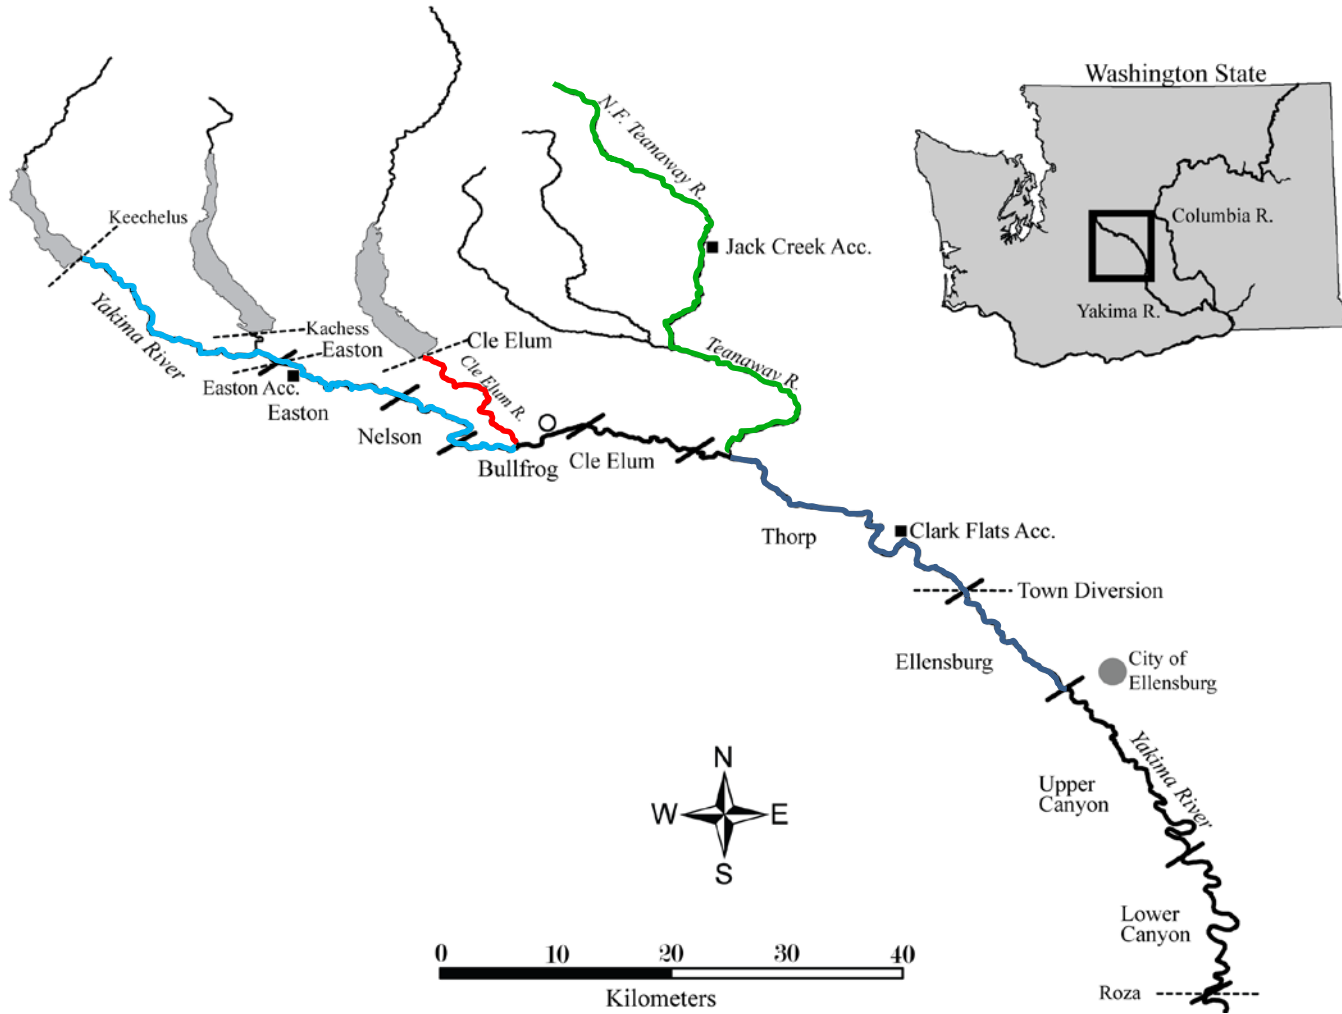 Washington State
N.F. Teanaway R.
Keechelus
Columbia R.
Jack Creek Acc.
Yakima R.
Yakima River
Kachess
Easton
Cle Elum
Teanaway R.
Cle Elum R.
Easton Acc.
Easton
Nelson
Bullfrog
Cle Elum
Thorp
Clark Flats Acc.
Town Diversion
Ellensburg
City of
Ellensburg
Yakima River
Upper
Canyon
N
W
E
S
Lower
Canyon
0 10 20 30 40
Kilometers
Roza